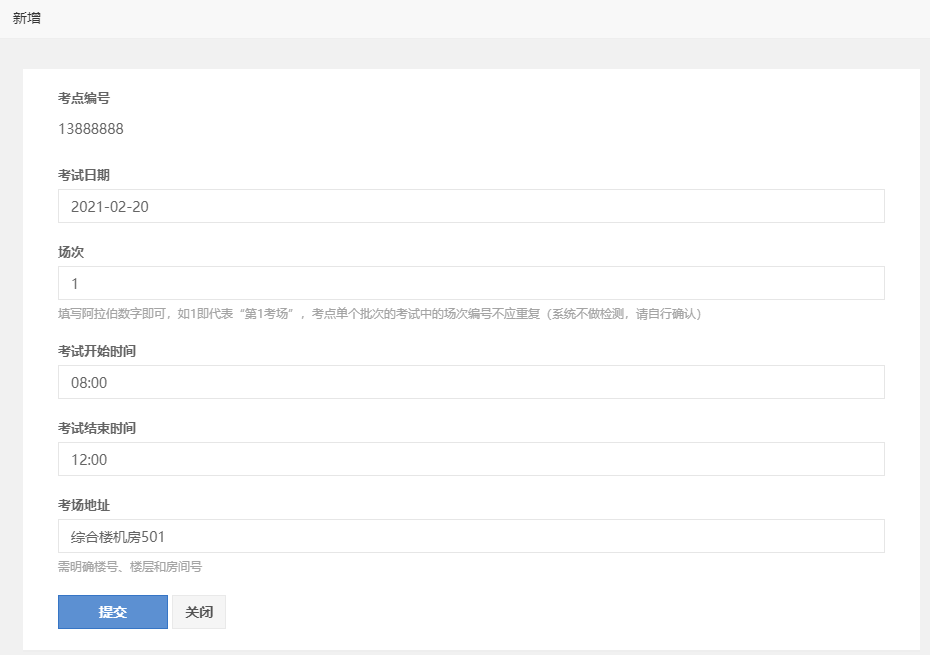 新增
考点编号
13888888
考试日期
2021-02-20
场次
1
填写阿拉伯数字即可，如1即代表“第1考场”，考点单个批次的考试中的场次编号不应重复（系统不做检测，请自行确认）
考试开始时间
08:00
考试结束时间
12:00
考场地址
综合楼机房501
需明确楼号、楼层和房间号
提交 关闭